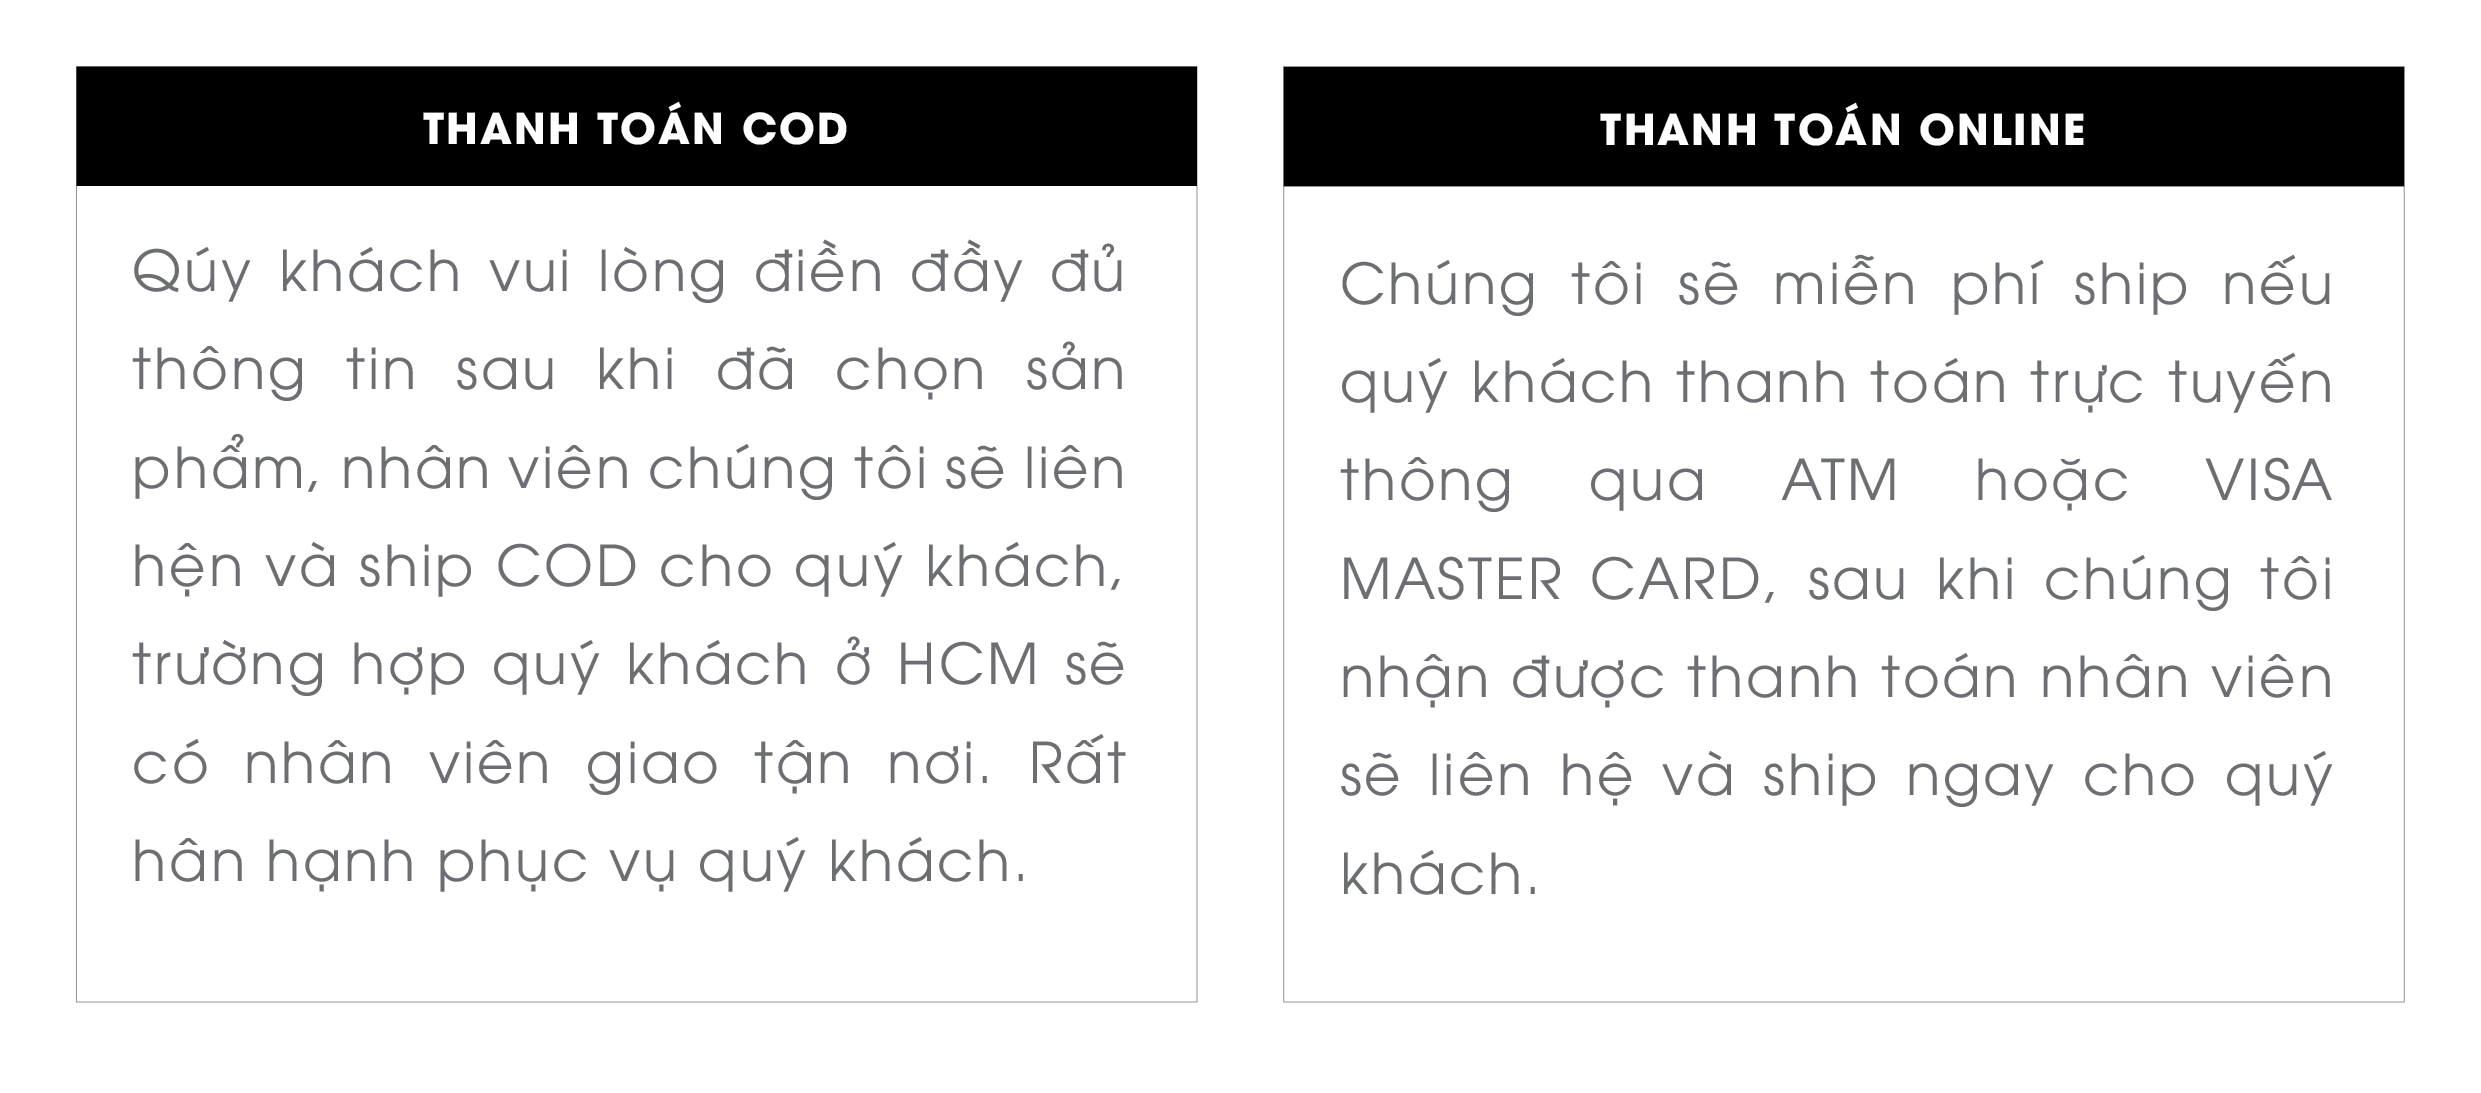 THANH TOÁN COD
Qúy khách vui lòng điền đầy đủ
thông tin sau khi đã chọn sản
phẩm, nhân viên chúng tôi sẽ liên
hện và ship COD cho quý khách,
trường hợp quý khách ở HCM sẽ
có nhân viên giao tận nơi. Rất
hân hạnh phục vụ quý khách.
THANH TOÁN ONLINE
Chúng tôi sẽ miễn phí ship nếu
quý khách thanh toán trực tuyến
thông qua ATM hoặc VISA
MASTER CARD, sau khi chúng tôi
nhận được thanh toán nhân viên
sẽ liên hệ và ship ngay cho quý
khách.